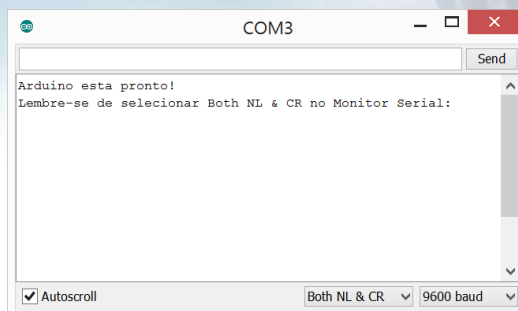 COM3
Send
Arduino esta pronto!
Lembre-se de selecionar Both NL & CR no Monitor Serial:
Autoscroll
Both NL & CR
9600 baud